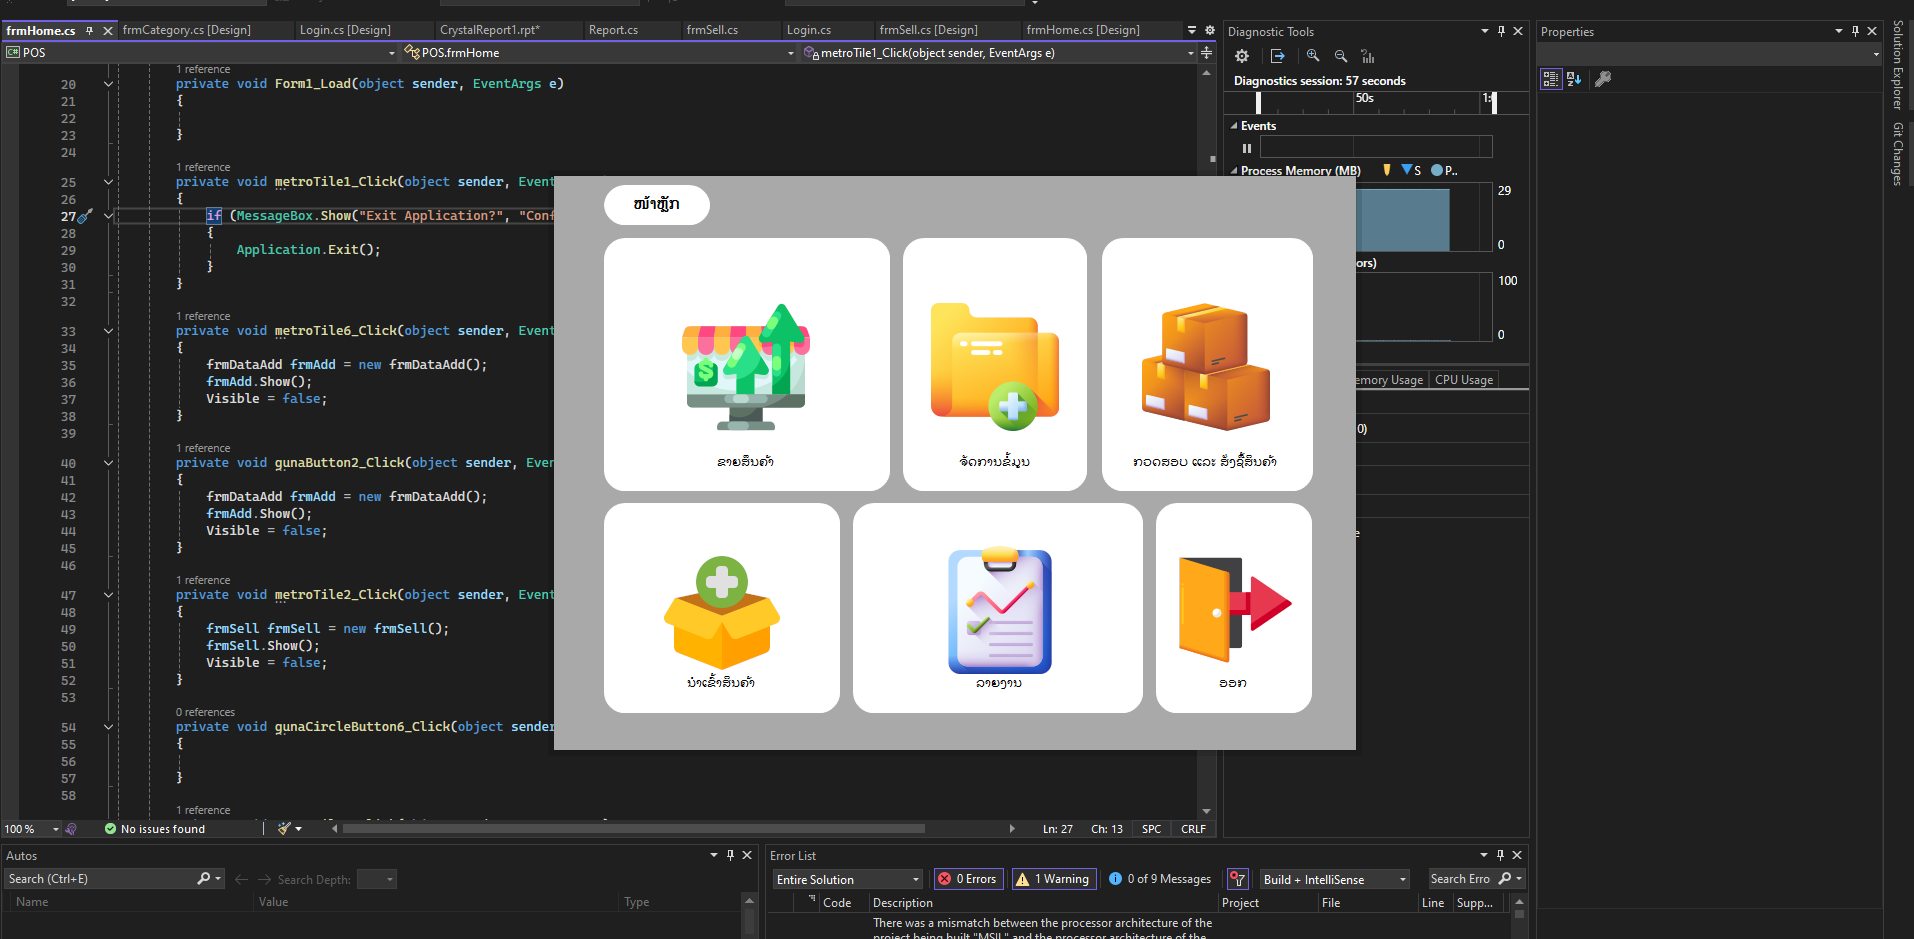 frmHome.cs
frmCategory.cs [Design]
Login.cs [Design]
CrystalReport1.rpt*
Report.cs
frmSell.cs
Login.cs
frmSell.cs [Design]
frmHome.cs [Design]
POS
POS.frmHome
metroTile1_Click(object sender, EventArgs e)
1 reference
20 private void Form1_Load(object sender, EventArgs e)
21 {
22
23 }
24
1 reference
25 private void metroTile1_Click(object sender, Event
26 {
27 if (MessageBox.Show("Exit Application?", "Conf
28 {
29 Application.Exit();
30 }
31 }
32
1 reference
33 private void metroTile6_Click(object sender, Event
34 {
35 frmDataAdd frmAdd = new frmDataAdd();
36 frmAdd.Show();
37 Visible = false;
38 }
39
1 reference
40 private void gunaButton2_Click(object sender, Even
41 {
42 frmDataAdd frmAdd = new frmDataAdd();
43 frmAdd.Show();
44 Visible = false;
45 }
46
1 reference
47 private void metroTile2_Click(object sender, Event
48 {
49 frmSell frmSell = new frmSell();
50 frmSell.Show();
51 Visible = false;
52 }
53
0 references
54 private void gunaCircleButton6_Click(object sender
55 {
56
57 }
58
1 reference
100 %
No issues found
Ln: 27 Ch: 13 SPC CRLF
ໜ້າຫຼັກ
ຂາຍສິນຄ້າ
ຈັດການຂໍ້ມູນ
ກວດສອບ ແລະ ສັ່ງຊື້ສິນຄ້າ
ນຳເຂົ້າສິນຄ້າ
ລາຍງານ
ອອກ
Diagnostic Tools
Diagnostics session: 57 seconds
50s
1:
Events
Process Memory (MB) S P..
29
0
ors)
100
0
emory Usage
CPU Usage
0)
e
Properties
Solution Explorer
Git Changes
Autos
Search (Ctrl+E)
Search Depth:
Name Value Type
Error List
Entire Solution
0 Errors
1 Warning
0 of 9 Messages
Build + IntelliSense
Search Erro
Code Description Project File Line Supp...
There was a mismatch between the processor architecture of the
project being built "MSIL" and the processor architecture of the